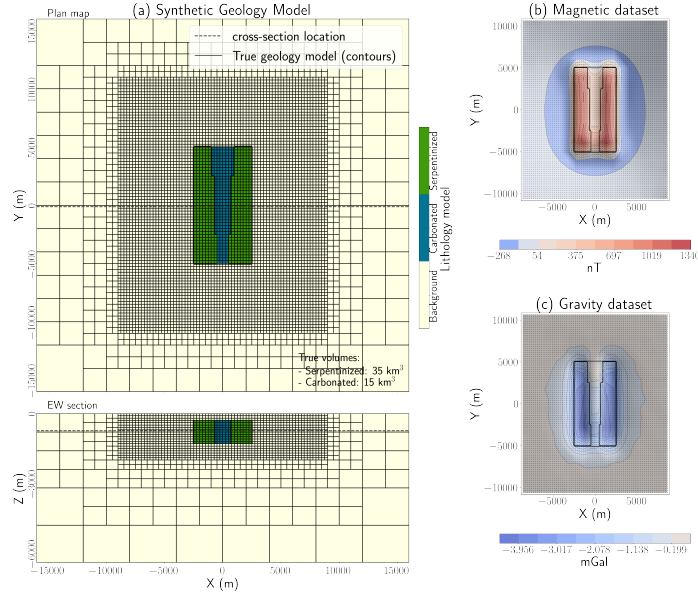 (a) Synthetic Geology Model
Plan map
cross-section location
True geology model (contours)
15000
10000
5000
0
−5000
−10000
−15000
Y (m)
True volumes:
- Serpentinized: 35 km³
- Carbonated: 15 km³
Serpentinized
Carbonated
Background
Lithology model
EW section
0
−3000
−6000
Z (m)
−15000 −10000 −5000 0 5000 10000 15000
X (m)
(b) Magnetic dataset
10000
5000
0
−5000
−10000
Y (m)
−5000 0 5000
X (m)
−268 54 375 697 1019 1340
nT
(c) Gravity dataset
10000
5000
0
−5000
−10000
Y (m)
−5000 0 5000
X (m)
−3.956 −3.017 −2.078 −1.138 −0.199
mGal